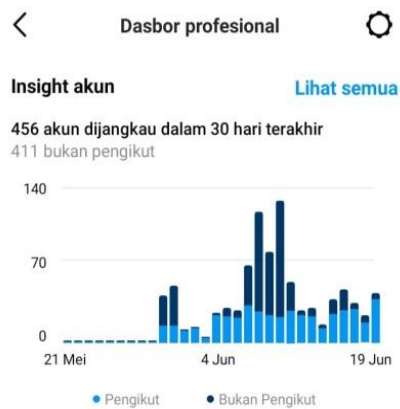 Dasbor profesional
Insight akun
Lihat semua
456 akun dijangkau dalam 30 hari terakhir
411 bukan pengikut
140
70
0
21 Mei
4 Jun
19 Jun
Pengikut
Bukan Pengikut